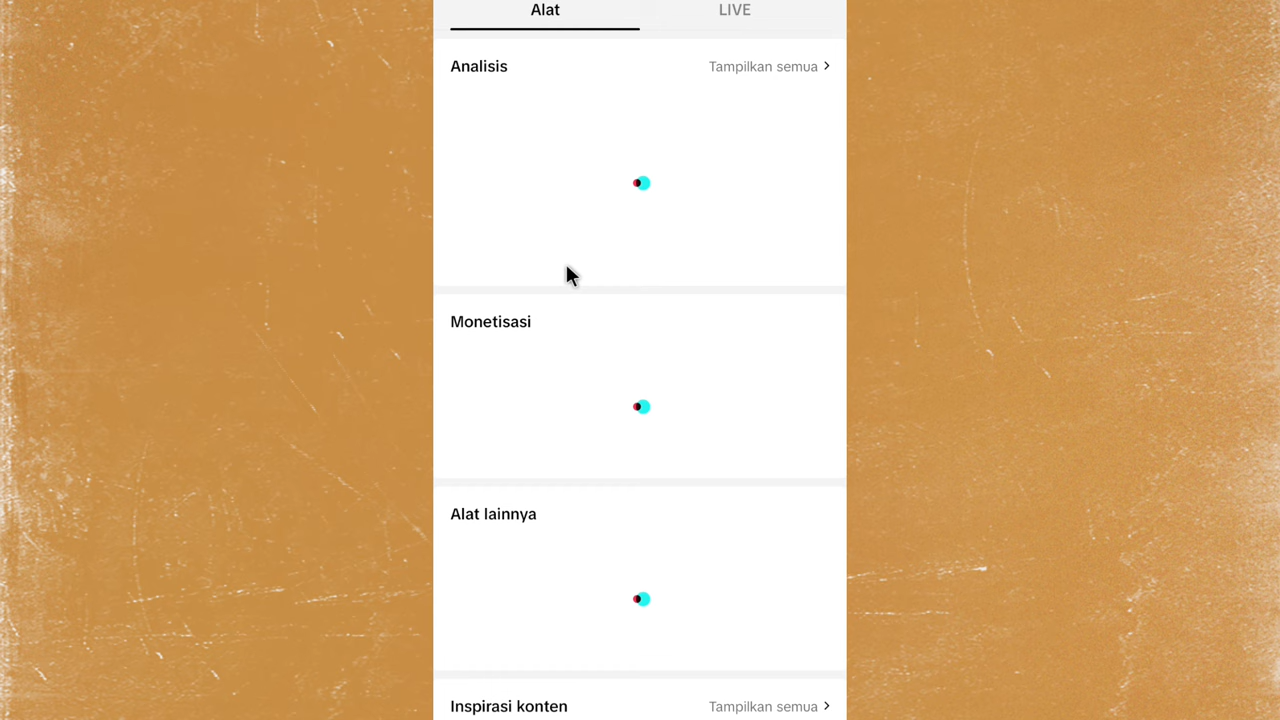 Alat
LIVE
Analisis
Tampilkan semua
Monetisasi
Alat lainnya
Inspirasi konten
Tampilkan semua